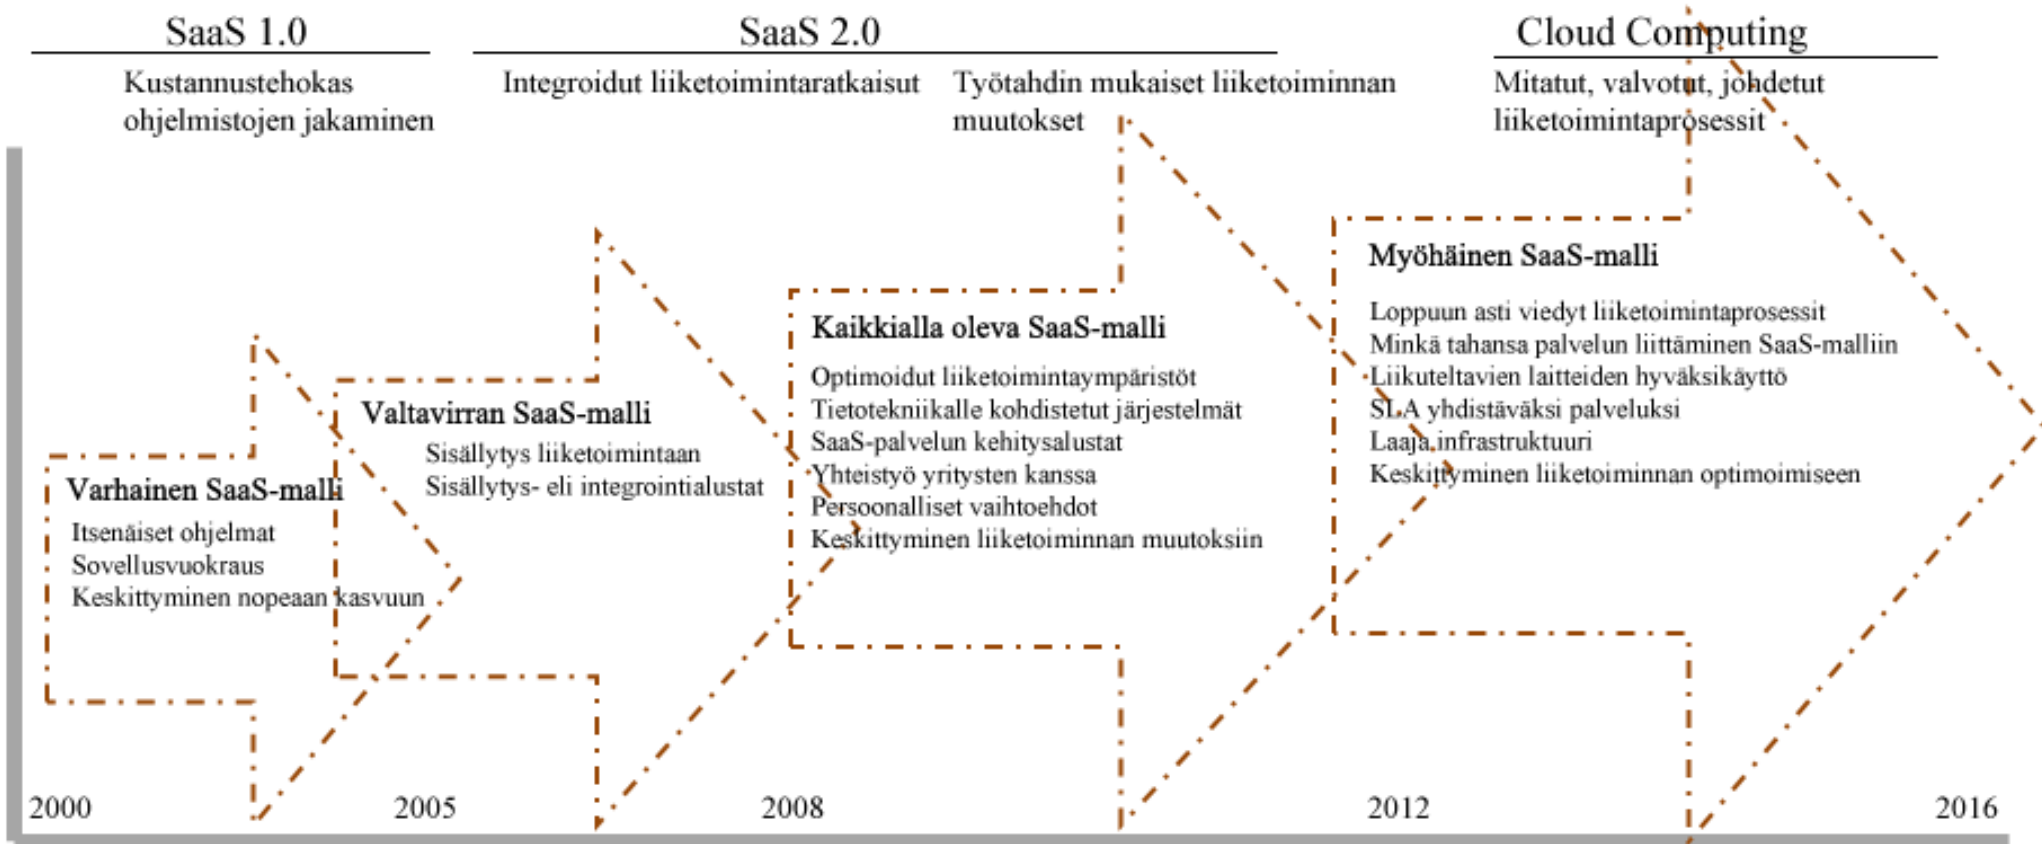 SaaS 1.0
Kustannustehokas
ohjelmistojen jakaminen
SaaS 2.0
Integroidut liiketoimintaratkaisut
Työtahdin mukaiset liiketoiminnan
muutokset
Cloud Computing
Mitatut, valvotut, johdetut
liiketoimintaprosessit
Varhainen SaaS-malli
Itsenäiset ohjelmat
Sovellusvuokraus
Keskittyminen nopeaan kasvuun
Valtavirran SaaS-malli
Sisällytys liiketoimintaan
Sisällytys- eli integrointialustat
Kaikkialla oleva SaaS-malli
Optimoidut liiketoimintaympäristöt
Tietotekniikalle kohdistetut järjestelmät
SaaS-palvelun kehitysalustat
Yhteistyö yritysten kanssa
Persoonalliset vaihtoehdot
Keskittyminen liiketoiminnan muutoksiin
Myöhäinen SaaS-malli
Loppuun asti viedyt liiketoimintaprosessit
Minkä tahansa palvelun liittäminen SaaS-malliin
Liikuteltavien laitteiden hyväksikäyttö
SLA yhdistäväksi palveluksi
Laaja infrastruktuuri
Keskittyminen liiketoiminnan optimoimiseen
2000
2005
2008
2012
2016